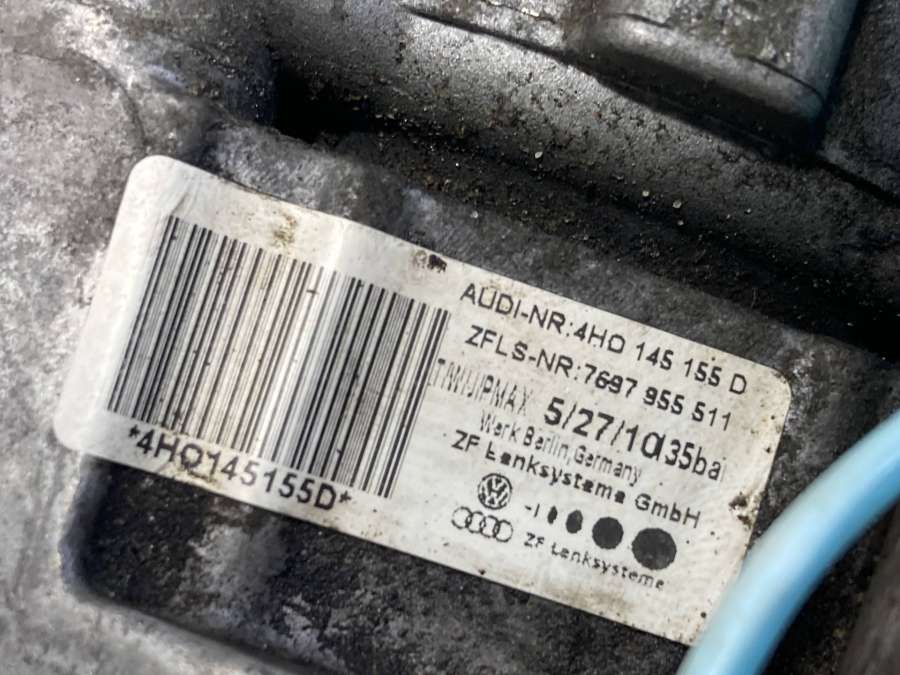 AUDI-NR:4H0 145 155 D
ZFLS-NR:7697 955 511
5/27/10
Werk Berlin, Germany
ZF Lenksysteme GmbH
ZF Lenksysteme
*4H0145155D*